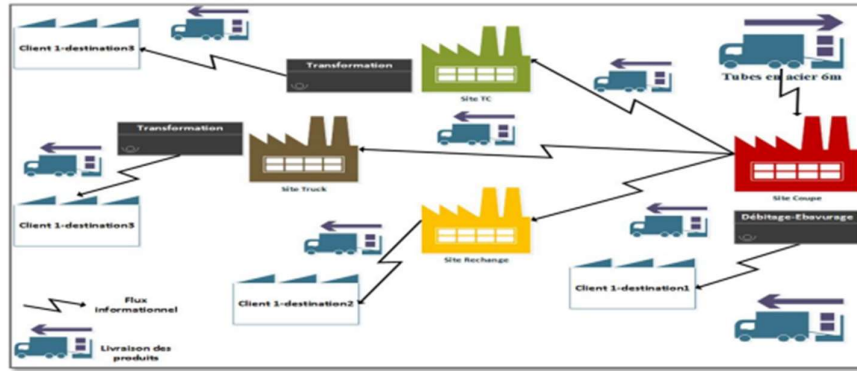 Client 1-destination3
Transformation
Site TC
Tubes en acier 6m
Transformation
Site Truck
Site Coupe
Client 1-destination3
Site Rechange
Débitage-Ebavurage
Client 1-destination2
Client 1-destination1
Flux
informationnel
Livraison des
produits